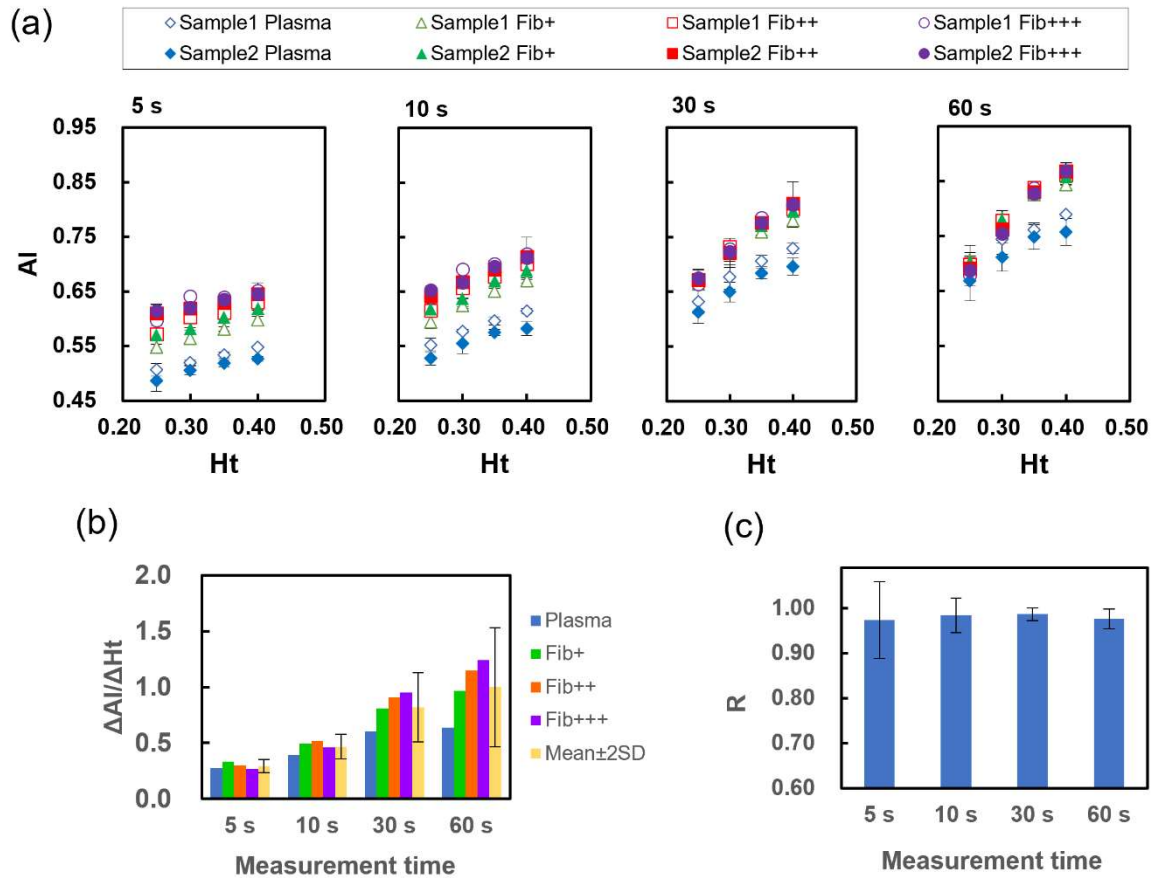 (a)
Sample1 Plasma Sample1 Fib+ Sample1 Fib++ Sample1 Fib+++
Sample2 Plasma Sample2 Fib+ Sample2 Fib++ Sample2 Fib+++
5 s 10 s 30 s 60 s
0.95
0.85
0.75
0.65
0.55
0.45
AI
0.20 0.30 0.40 0.50 0.20 0.30 0.40 0.50 0.20 0.30 0.40 0.50 0.20 0.30 0.40 0.50
Ht Ht Ht Ht
(b)
2.0
1.5
1.0
0.5
0.0
ΔAI/ΔHt
Plasma
Fib+
Fib++
Fib+++
Mean±2SD
5 s 10 s 30 s 60 s
Measurement time
(c)
1.00
0.90
0.80
0.70
0.60
R
5 s 10 s 30 s 60 s
Measurement time